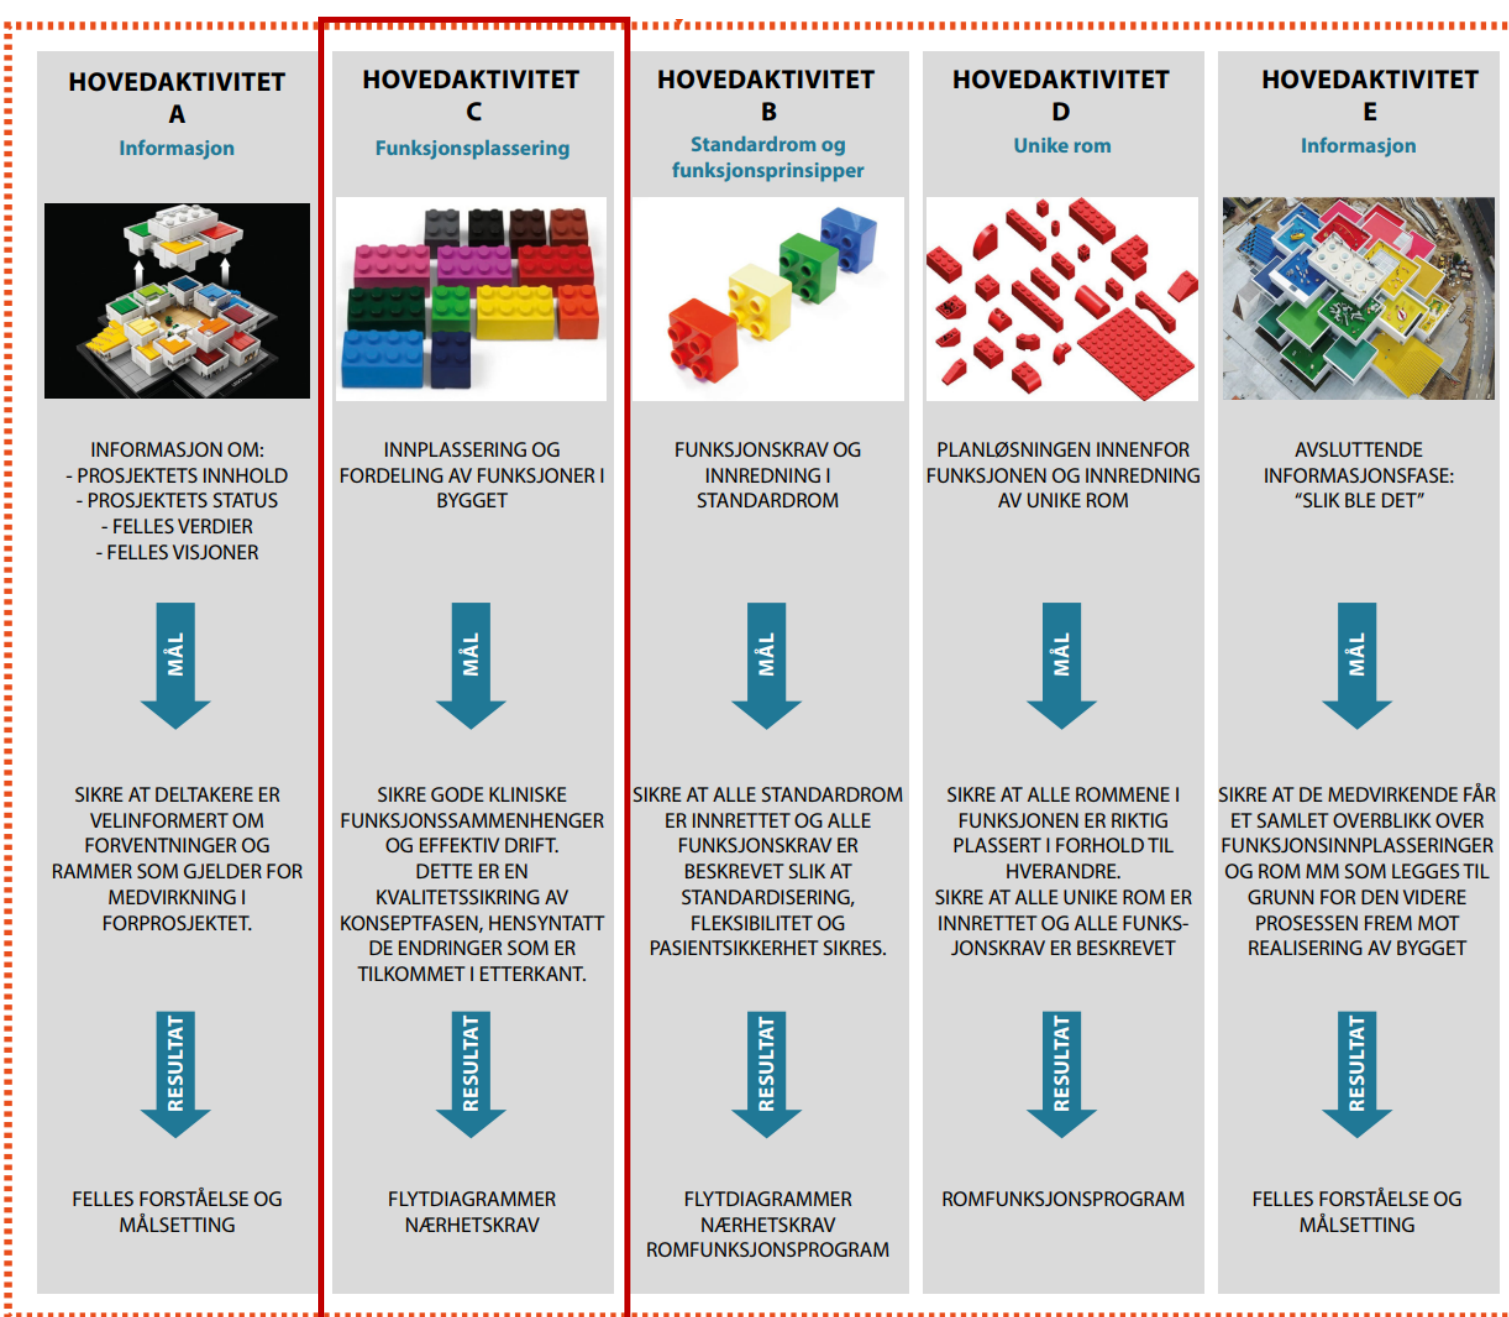 HOVEDAKTIVITET
A
Informasjon
INFORMASJON OM:
- PROSJEKTETS INNHOLD
- PROSJEKTETS STATUS
- FELLES VERDIER
- FELLES VISJONER
MÅL
SIKRE AT DELTAKERE ER
VELINFORMERT OM
FORVENTNINGER OG
RAMMER SOM GJELDER FOR
MEDVIRKNING I
FORPROSJEKTET.
RESULTAT
FELLES FORSTÅELSE OG
MÅLSETTING
HOVEDAKTIVITET
C
Funksjonsplassering
INNPLASSERING OG
FORDELING AV FUNKSJONER I
BYGGET
MÅL
SIKRE GODE KLINISKE
FUNKSJONSSAMMENHENGER
OG EFFEKTIV DRIFT.
DETTE ER EN
KVALITETSSIKRING AV
KONSEPTFASEN, HENSYNTATT
DE ENDRINGER SOM ER
TILKOMMET I ETTERKANT.
RESULTAT
FLYTDIAGRAMMER
NÆRHETSKRAV
HOVEDAKTIVITET
B
Standardrom og
funksjonsprinsipper
FUNKSJONSKRAV OG
INNREDNING I
STANDARDROM
MÅL
SIKRE AT ALLE STANDARDROM
ER INNRETTET OG ALLE
FUNKSJONSKRAV ER
BESKREVET SLIK AT
STANDARDISERING,
FLEKSIBILITET OG
PASIENTSIKKERHET SIKRES.
RESULTAT
FLYTDIAGRAMMER
NÆRHETSKRAV
ROMFUNKSJONSPROGRAM
HOVEDAKTIVITET
D
Unike rom
PLANLØSNINGEN INNENFOR
FUNKSJONEN OG INNREDNING
AV UNIKE ROM
MÅL
SIKRE AT ALLE ROMMENE I
FUNKSJONEN ER RIKTIG
PLASSERT I FORHOLD TIL
HVERANDRE.
SIKRE AT ALLE UNIKE ROM ER
INNRETTET OG ALLE FUNKS-
JONSKRAV ER BESKREVET
RESULTAT
ROMFUNKSJONSPROGRAM
HOVEDAKTIVITET
E
Informasjon
AVSLUTTENDE
INFORMASJONSFASE:
“SLIK BLE DET”
MÅL
SIKRE AT DE MEDVIRKENDE FÅR
ET SAMLET OVERBLIKK OVER
FUNKSJONSINNPLASSERINGER
OG ROM MM SOM LEGGES TIL
GRUNN FOR DEN VIDERE
PROSESSEN FREM MOT
REALISERING AV BYGGET
RESULTAT
FELLES FORSTÅELSE OG
MÅLSETTING